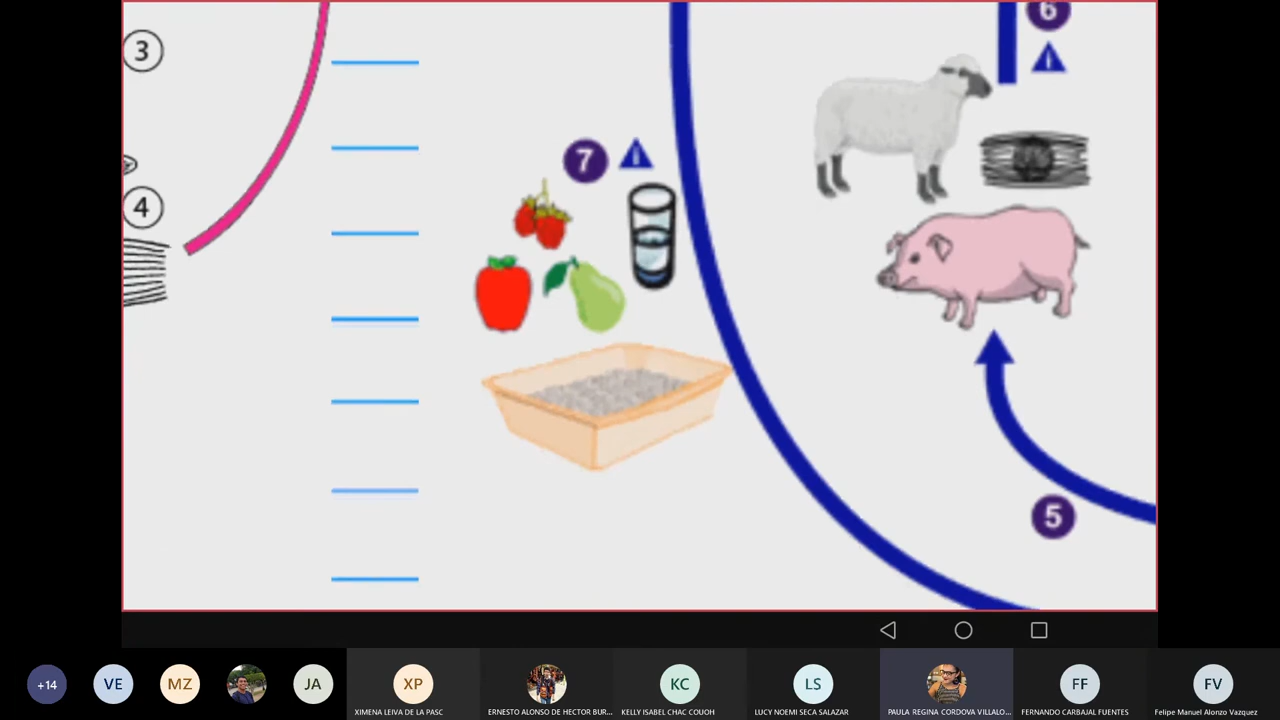 3
6
i
7
i
4
5
+14
VE
MZ
JA
XP
KC
LS
FF
FV
XIMENA LEIVA DE LA PASC
ERNESTO ALONSO DE HECTOR BUR...
KELLY ISABEL CHAC COUOH
LUCY NOEMI SECA SALAZAR
PAULA REGINA CORDOVA VILLALO...
FERNANDO CARBAJAL FUENTES
Felipe Manuel Alonzo Vazquez